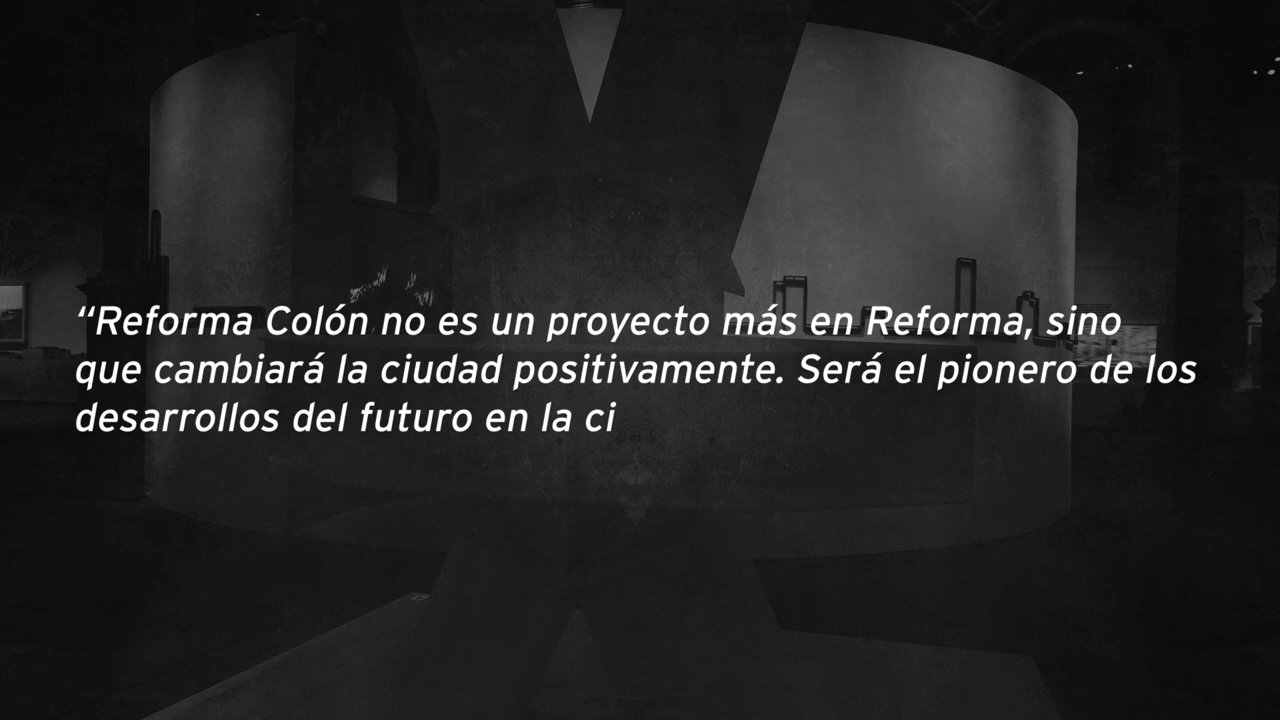 “Reforma Colón no es un proyecto más en Reforma, sino
que cambiará la ciudad positivamente. Será el pionero de los
desarrollos del futuro en la ci